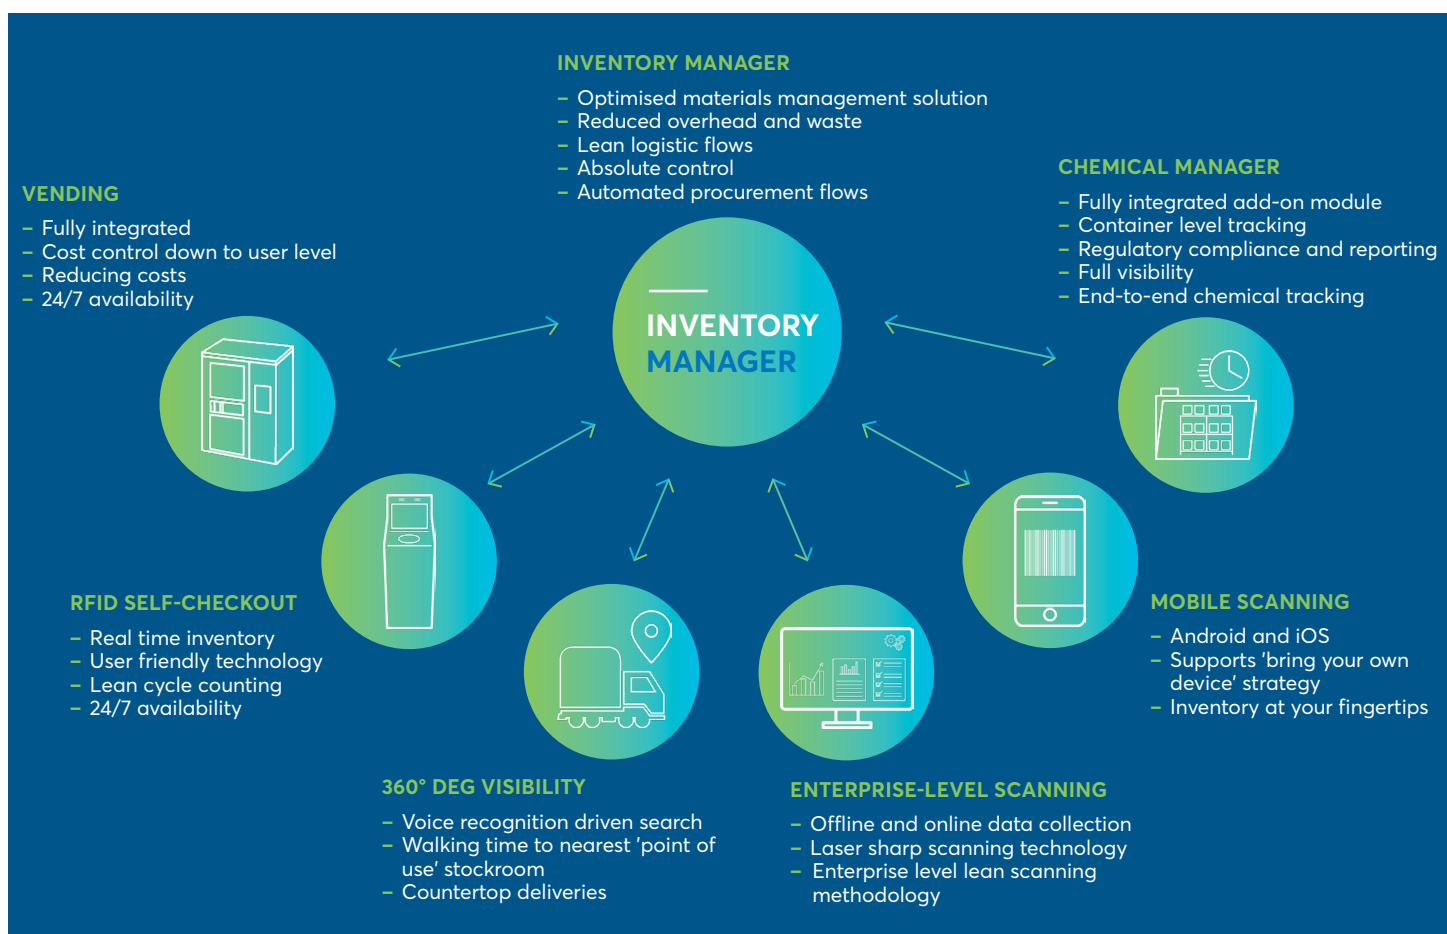 INVENTORY MANAGER
– Optimised materials management solution
– Reduced overhead and waste
– Lean logistic flows
– Absolute control
– Automated procurement flows
VENDING
– Fully integrated
– Cost control down to user level
– Reducing costs
– 24/7 availability
CHEMICAL MANAGER
– Fully integrated add-on module
– Container level tracking
– Regulatory compliance and reporting
– Full visibility
– End-to-end chemical tracking
INVENTORY
MANAGER
RFID SELF-CHECKOUT
– Real time inventory
– User friendly technology
– Lean cycle counting
– 24/7 availability
MOBILE SCANNING
– Android and iOS
– Supports 'bring your own
device' strategy
– Inventory at your fingertips
360° DEG VISIBILITY
– Voice recognition driven search
– Walking time to nearest 'point of
use' stockroom
– Countertop deliveries
ENTERPRISE-LEVEL SCANNING
– Offline and online data collection
– Laser sharp scanning technology
– Enterprise level lean scanning
methodology